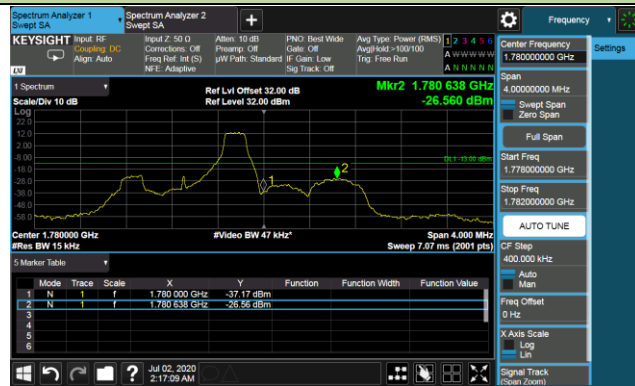 Spectrum Analyzer 1
Swept SA
Spectrum Analyzer 2
Swept SA
+
Frequency
KEYSIGHT
Input: RF
Coupling: DC
Align: Auto
Input Z: 50 Ω
Corrections: Off
Freq Ref: Int (S)
NFE: Adaptive
Atten: 10 dB
Preamp: Off
µW Path: Standard
PNO: Best Wide
Gate: Off
IF Gain: Low
Sig Track: Off
Avg Type: Power (RMS)
Avg|Hold:>100/100
Trig: Free Run
1 2 3 4 5 6
A W W W W W
A N N N N N
LXI
1 Spectrum
Scale/Div 10 dB
Log
Ref Lvl Offset 32.00 dB
Ref Level 32.00 dBm
Mkr2 1.780 638 GHz
-26.560 dBm
22.0
12.0
2.00
-8.00
-18.0
-28.0
-38.0
-48.0
-58.0
DL1 -13.00 dBm
1
2
Center 1.780000 GHz
#Res BW 15 kHz
#Video BW 47 kHz*
Span 4.000 MHz
Sweep 7.07 ms (2001 pts)
5 Marker Table
Mode Trace Scale X Y Function Function Width Function Value
1 N 1 f 1.780 000 GHz -37.17 dBm
2 N 1 f 1.780 638 GHz -26.56 dBm
3
4
5
6
Jul 02, 2020
2:17:09 AM
Center Frequency
1.780000000 GHz
Settings
Span
4.00000000 MHz
Swept Span
Zero Span
Full Span
Start Freq
1.778000000 GHz
Stop Freq
1.782000000 GHz
AUTO TUNE
CF Step
400.000 kHz
Auto
Man
Freq Offset
0 Hz
X Axis Scale
Log
Lin
Signal Track
(Span Zoom)